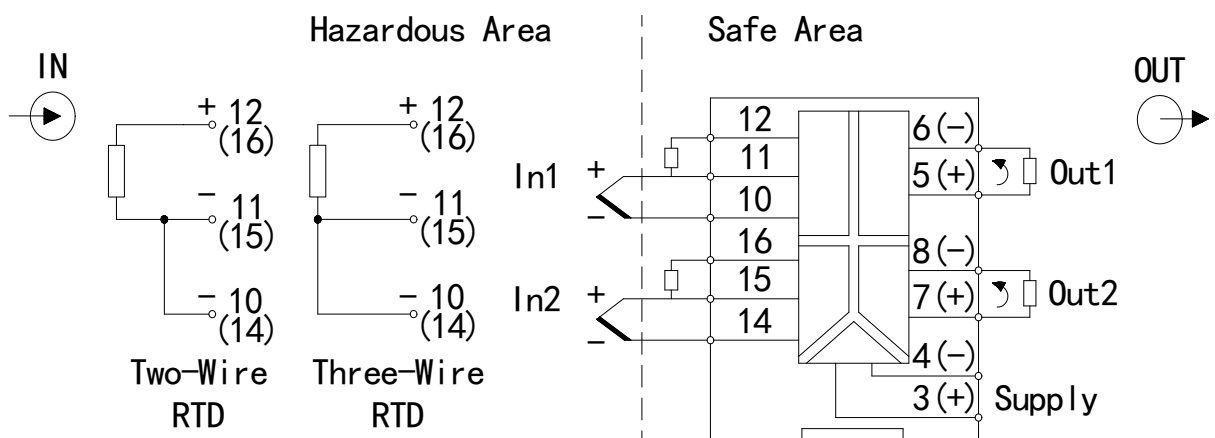 Hazardous Area
Safe Area
IN
OUT
+ 12
(16)
- 11
(15)
- 10
(14)
Two-Wire
RTD
+ 12
(16)
- 11
(15)
- 10
(14)
Three-Wire
RTD
In1
+
-
In2
+
-
12
11
10
16
15
14
6(-)
5(+)
Out1
8(-)
7(+)
Out2
4(-)
3(+) Supply